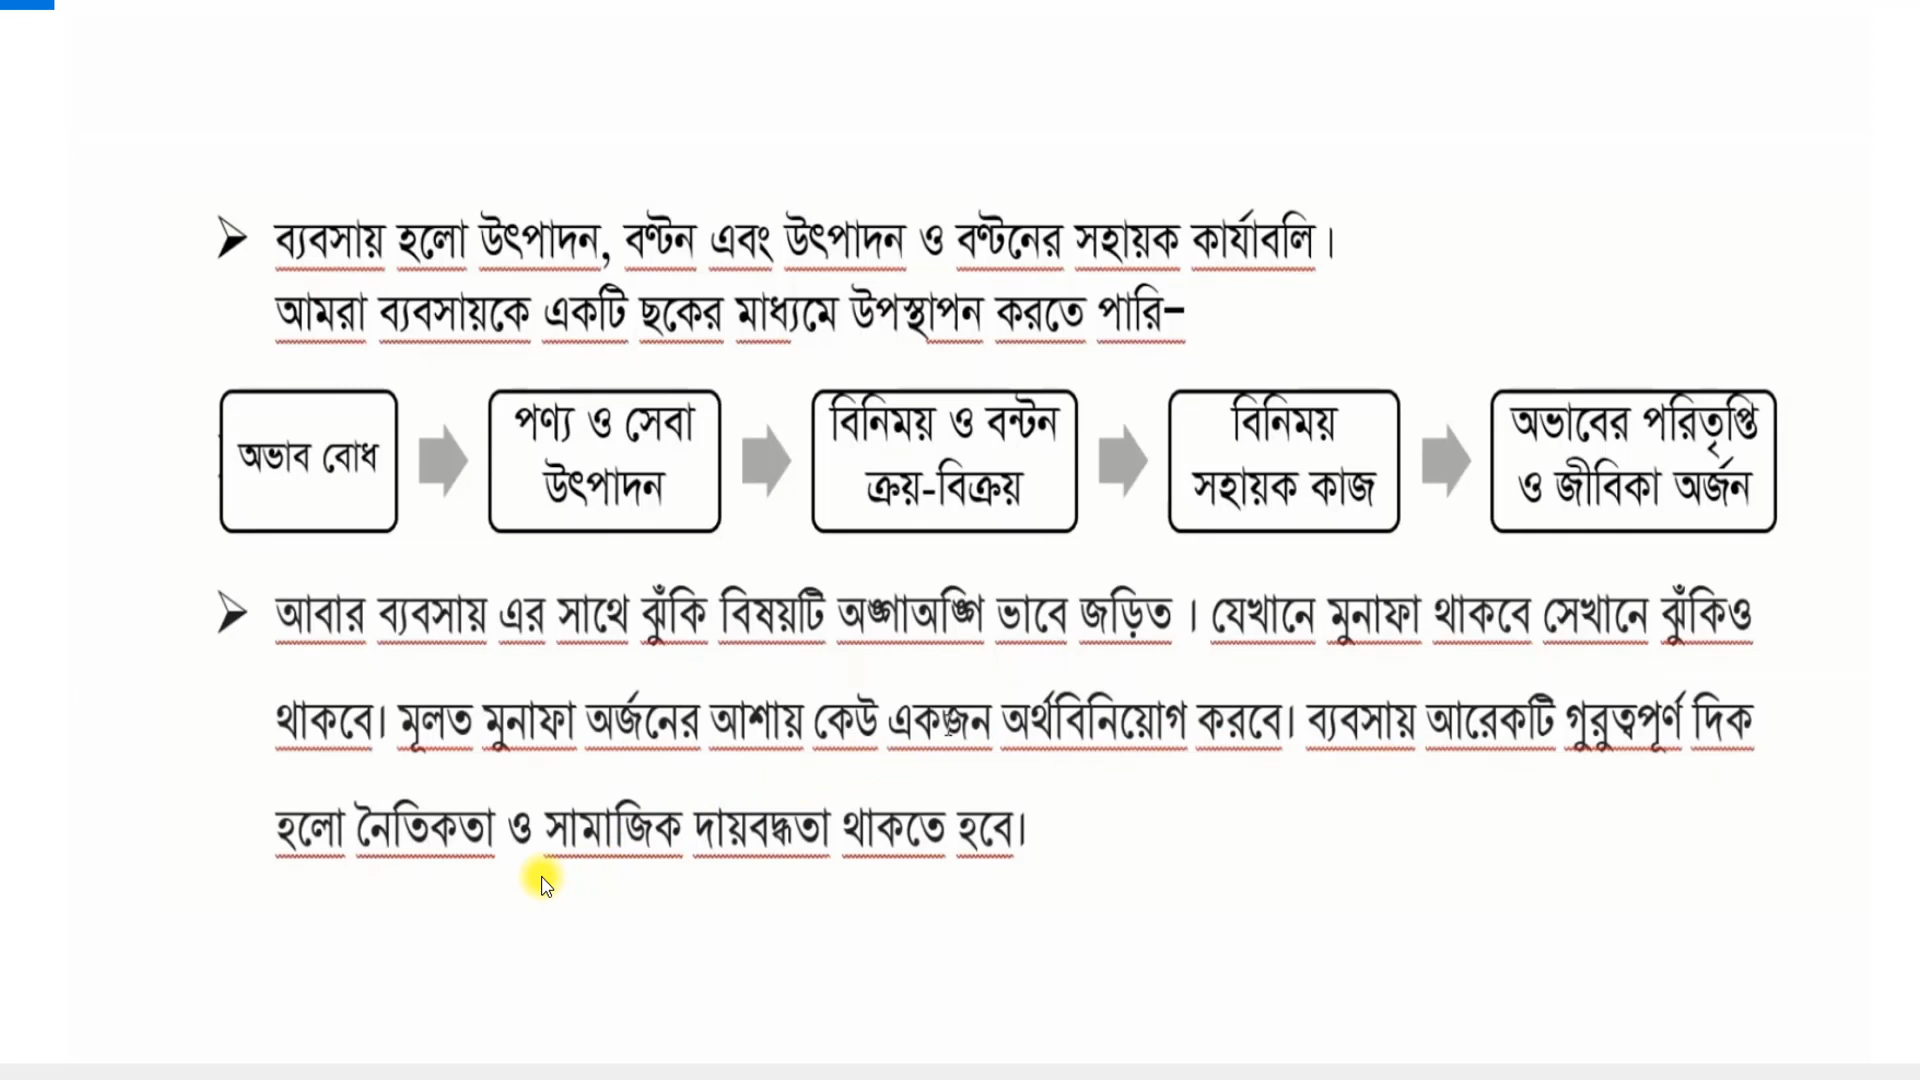 ➢ ব্যবসায় হলো উৎপাদন, বণ্টন এবং উৎপাদন ও বণ্টনের সহায়ক কার্যাবলি।
আমরা ব্যবসায়কে একটি ছকের মাধ্যমে উপস্থাপন করতে পারি–
অভাব বোধ
পণ্য ও সেবা
উৎপাদন
বিনিময় ও বন্টন
ক্রয়-বিক্রয়
বিনিময়
সহায়ক কাজ
অভাবের পরিতৃপ্তি
ও জীবিকা অর্জন
➢ আবার ব্যবসায় এর সাথে ঝুঁকি বিষয়টি অঙ্গাঅঙ্গি ভাবে জড়িত । যেখানে মুনাফা থাকবে সেখানে ঝুঁকিও
থাকবে। মূলত মুনাফা অর্জনের আশায় কেউ একজন অর্থবিনিয়োগ করবে। ব্যবসায় আরেকটি গুরুত্বপূর্ণ দিক
হলো নৈতিকতা ও সামাজিক দায়বদ্ধতা থাকতে হবে।